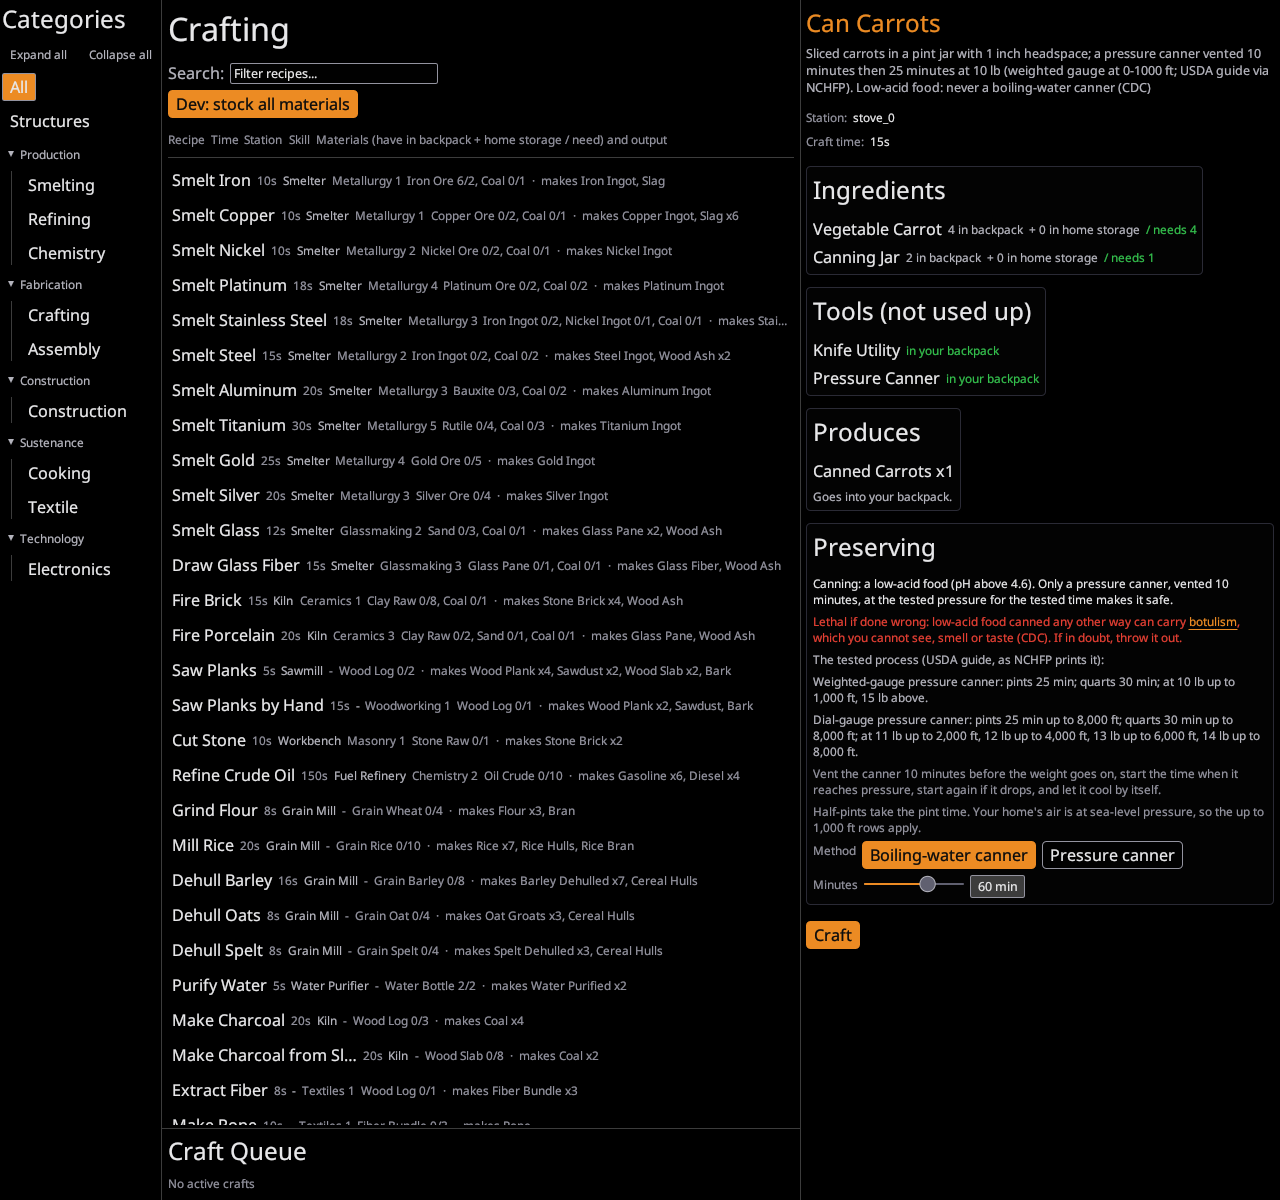 Categories
Expand all
Collapse all
All
Structures
Production
Smelting
Refining
Chemistry
Fabrication
Crafting
Assembly
Construction
Construction
Sustenance
Cooking
Textile
Technology
Electronics
Crafting
Search: Filter recipes...
Dev: stock all materials
Recipe Time Station Skill Materials (have in backpack + home storage / need) and output
Smelt Iron 10s Smelter Metallurgy 1 Iron Ore 6/2, Coal 0/1 · makes Iron Ingot, Slag
Smelt Copper 10s Smelter Metallurgy 1 Copper Ore 0/2, Coal 0/1 · makes Copper Ingot, Slag x6
Smelt Nickel 10s Smelter Metallurgy 2 Nickel Ore 0/2, Coal 0/1 · makes Nickel Ingot
Smelt Platinum 18s Smelter Metallurgy 4 Platinum Ore 0/2, Coal 0/2 · makes Platinum Ingot
Smelt Stainless Steel 18s Smelter Metallurgy 3 Iron Ingot 0/2, Nickel Ingot 0/1, Coal 0/1 · makes Stai...
Smelt Steel 15s Smelter Metallurgy 2 Iron Ingot 0/2, Coal 0/2 · makes Steel Ingot, Wood Ash x2
Smelt Aluminum 20s Smelter Metallurgy 3 Bauxite 0/3, Coal 0/2 · makes Aluminum Ingot
Smelt Titanium 30s Smelter Metallurgy 5 Rutile 0/4, Coal 0/3 · makes Titanium Ingot
Smelt Gold 25s Smelter Metallurgy 4 Gold Ore 0/5 · makes Gold Ingot
Smelt Silver 20s Smelter Metallurgy 3 Silver Ore 0/4 · makes Silver Ingot
Smelt Glass 12s Smelter Glassmaking 2 Sand 0/3, Coal 0/1 · makes Glass Pane x2, Wood Ash
Draw Glass Fiber 15s Smelter Glassmaking 3 Glass Pane 0/1, Coal 0/1 · makes Glass Fiber, Wood Ash
Fire Brick 15s Kiln Ceramics 1 Clay Raw 0/8, Coal 0/1 · makes Stone Brick x4, Wood Ash
Fire Porcelain 20s Kiln Ceramics 3 Clay Raw 0/2, Sand 0/1, Coal 0/1 · makes Glass Pane, Wood Ash
Saw Planks 5s Sawmill - Wood Log 0/2 · makes Wood Plank x4, Sawdust x2, Wood Slab x2, Bark
Saw Planks by Hand 15s - Woodworking 1 Wood Log 0/1 · makes Wood Plank x2, Sawdust, Bark
Cut Stone 10s Workbench Masonry 1 Stone Raw 0/1 · makes Stone Brick x2
Refine Crude Oil 150s Fuel Refinery Chemistry 2 Oil Crude 0/10 · makes Gasoline x6, Diesel x4
Grind Flour 8s Grain Mill - Grain Wheat 0/4 · makes Flour x3, Bran
Mill Rice 20s Grain Mill - Grain Rice 0/10 · makes Rice x7, Rice Hulls, Rice Bran
Dehull Barley 16s Grain Mill - Grain Barley 0/8 · makes Barley Dehulled x7, Cereal Hulls
Dehull Oats 8s Grain Mill - Grain Oat 0/4 · makes Oat Groats x3, Cereal Hulls
Dehull Spelt 8s Grain Mill - Grain Spelt 0/4 · makes Spelt Dehulled x3, Cereal Hulls
Purify Water 5s Water Purifier - Water Bottle 2/2 · makes Water Purified x2
Make Charcoal 20s Kiln - Wood Log 0/3 · makes Coal x4
Make Charcoal from Sl... 20s Kiln - Wood Slab 0/8 · makes Coal x2
Extract Fiber 8s - Textiles 1 Wood Log 0/1 · makes Fiber Bundle x3
Make Rope 10s - Textiles 1 Fiber Bundle 0/3 · makes Rope
Craft Queue
No active crafts
Can Carrots
Sliced carrots in a pint jar with 1 inch headspace; a pressure canner vented 10
minutes then 25 minutes at 10 lb (weighted gauge at 0-1000 ft; USDA guide via
NCHFP). Low-acid food: never a boiling-water canner (CDC)
Station: stove_0
Craft time: 15s
Ingredients
Vegetable Carrot 4 in backpack + 0 in home storage / needs 4
Canning Jar 2 in backpack + 0 in home storage / needs 1
Tools (not used up)
Knife Utility in your backpack
Pressure Canner in your backpack
Produces
Canned Carrots x1
Goes into your backpack.
Preserving
Canning: a low-acid food (pH above 4.6). Only a pressure canner, vented 10
minutes, at the tested pressure for the tested time makes it safe.
Lethal if done wrong: low-acid food canned any other way can carry botulism,
which you cannot see, smell or taste (CDC). If in doubt, throw it out.
The tested process (USDA guide, as NCHFP prints it):
Weighted-gauge pressure canner: pints 25 min; quarts 30 min; at 10 lb up to
1,000 ft, 15 lb above.
Dial-gauge pressure canner: pints 25 min up to 8,000 ft; quarts 30 min up to
8,000 ft; at 11 lb up to 2,000 ft, 12 lb up to 4,000 ft, 13 lb up to 6,000 ft, 14 lb up to
8,000 ft.
Vent the canner 10 minutes before the weight goes on, start the time when it
reaches pressure, start again if it drops, and let it cool by itself.
Half-pints take the pint time. Your home's air is at sea-level pressure, so the up to
1,000 ft rows apply.
Method Boiling-water canner Pressure canner
Minutes 60 min
Craft